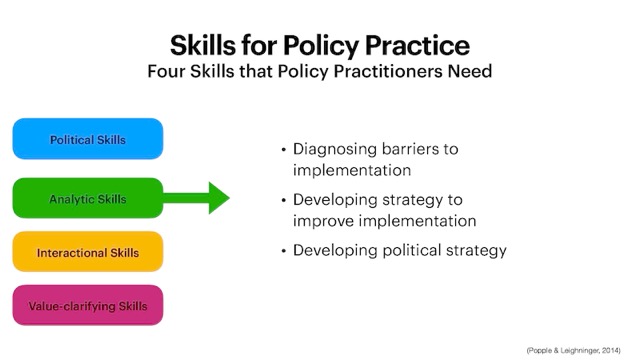 Skills for Policy Practice
Four Skills that Policy Practitioners Need
Political Skills
Analytic Skills
Interactional Skills
Value-clarifying Skills
• Diagnosing barriers to
implementation
• Developing strategy to
improve implementation
• Developing political strategy
(Popple & Leighninger, 2014)